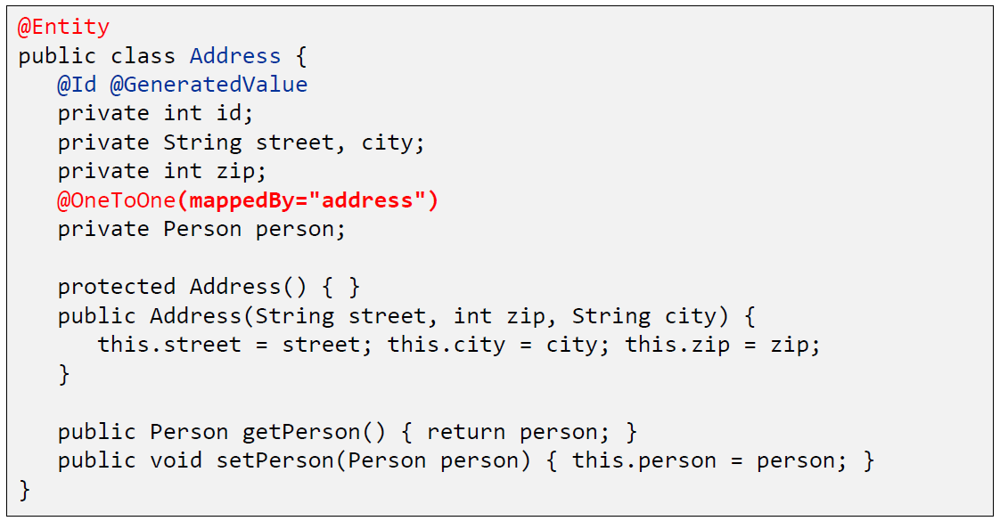 @Entity
public class Address {
@Id @GeneratedValue
private int id;
private String street, city;
private int zip;
@OneToOne(mappedBy="address")
private Person person;
protected Address() { }
public Address(String street, int zip, String city) {
this.street = street; this.city = city; this.zip = zip;
}
public Person getPerson() { return person; }
public void setPerson(Person person) { this.person = person; }
}